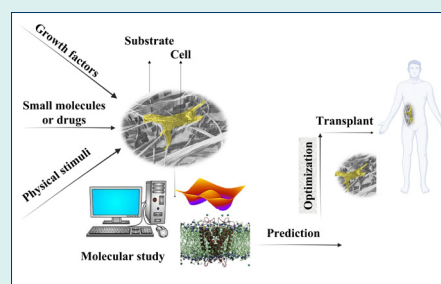 Growth factors
Substrate
Cell
Small molecules
or drugs
Physical stimuli
Transplant
Optimization
Molecular study
Prediction